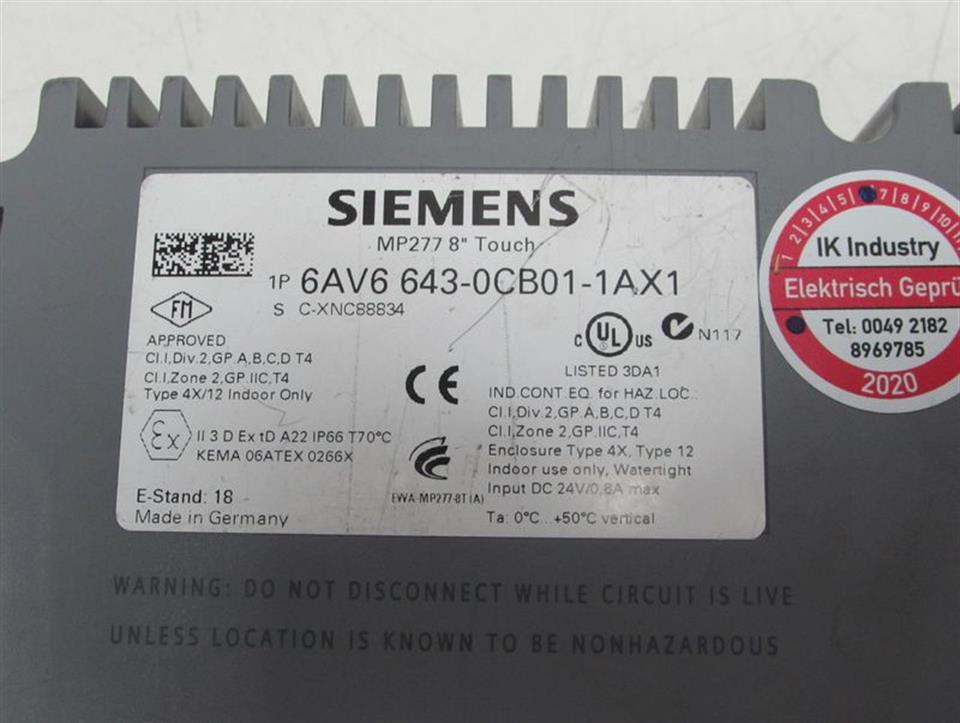 SIEMENS
MP277 8" Touch
1P 6AV6 643-0CB01-1AX1
S C-XNC88834
FM
APPROVED
CI.I,Div.2,GP.A,B,C,D T4
CI.I,Zone 2,GP.IIC,T4
Type 4X/12 Indoor Only
Ex
II 3 D Ex tD A22 IP66 T70°C
KEMA 06ATEX 0266X
E-Stand: 18
Made in Germany
CE
EWA-MP277-8T(A)
C UL US
N117
LISTED 3DA1
IND.CONT.EQ. for HAZ.LOC.:
CI.I,Div.2,GP.A,B,C,D T4
CI.I,Zone 2,GP.IIC,T4
Enclosure Type 4X, Type 12
Indoor use only, Watertight
Input DC 24V/0,8A max
Ta: 0°C...+50°C vertical
WARNING: DO NOT DISCONNECT WHILE CIRCUIT IS LIVE
UNLESS LOCATION IS KNOWN TO BE NONHAZARDOUS
1 2 3 4 5 7 8 9 10
IK Industry
Elektrisch Geprü
Tel: 0049 2182
8969785
2020